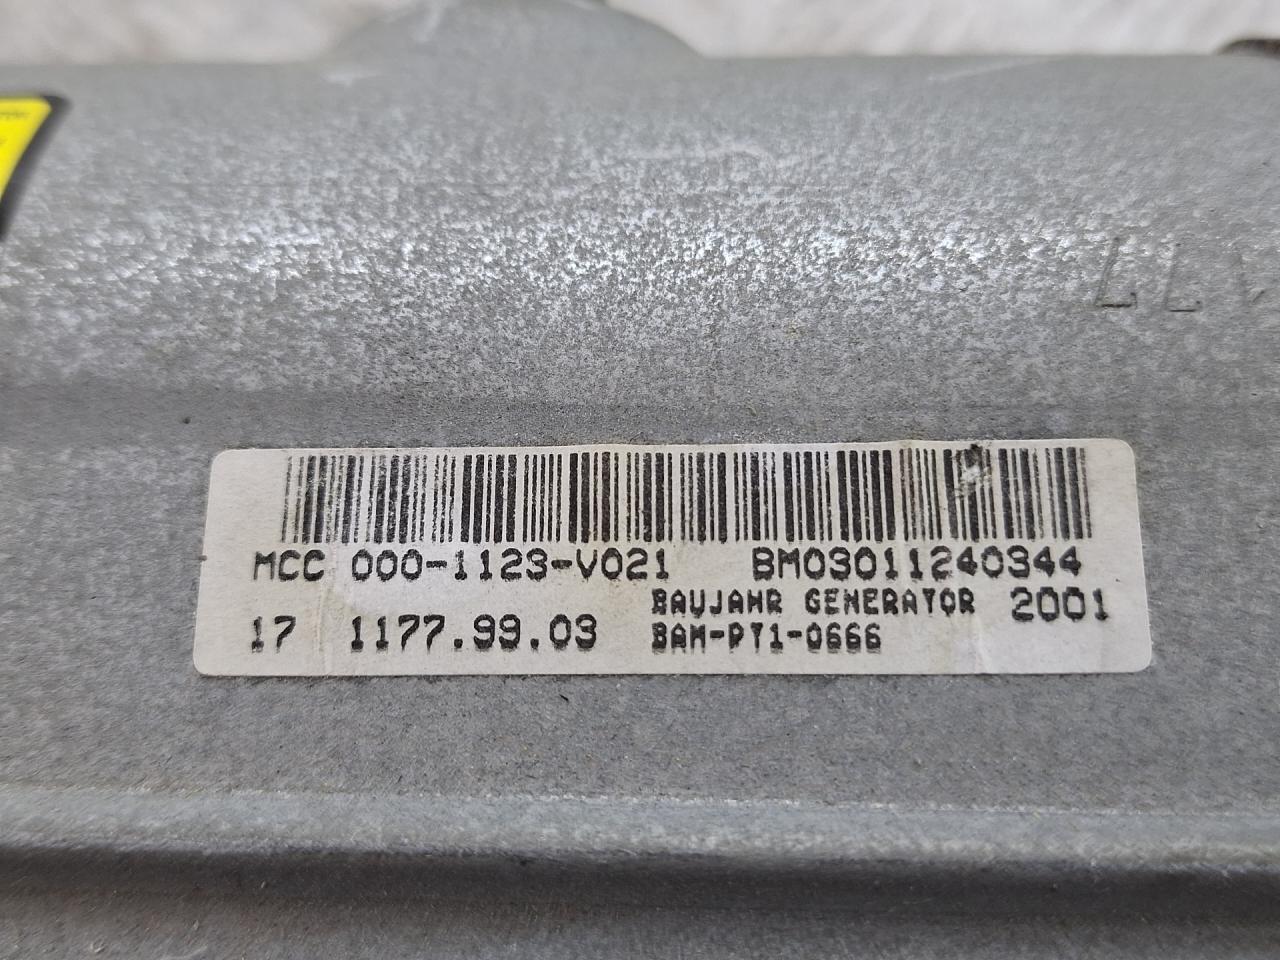 MCC 000-1123-V021 BM03011240344
BAUJAHR GENERATOR 2001
17 1177.99.03 BAM-PT1-0666